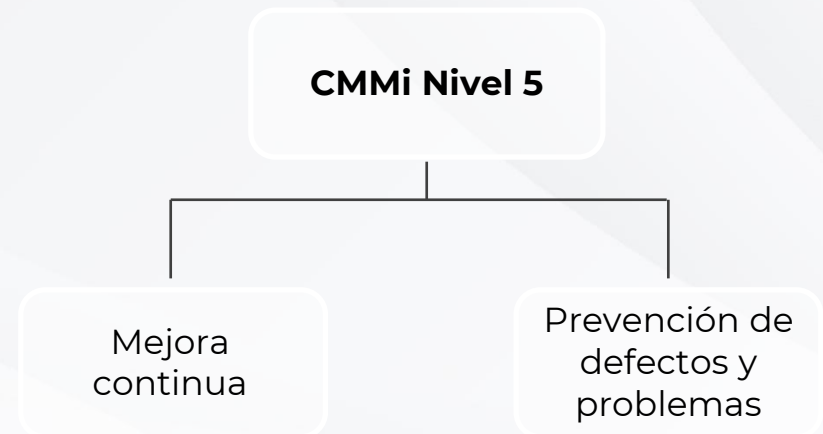 CMMi Nivel 5
Mejora
continua
Prevención de
defectos y
problemas